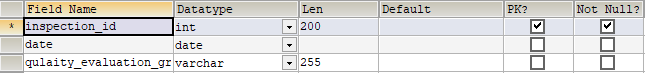 Field Name Datatype Len Default PK? Not Null?
* inspection_id int 200
date date
qulaity_evaluation_gr varchar 255